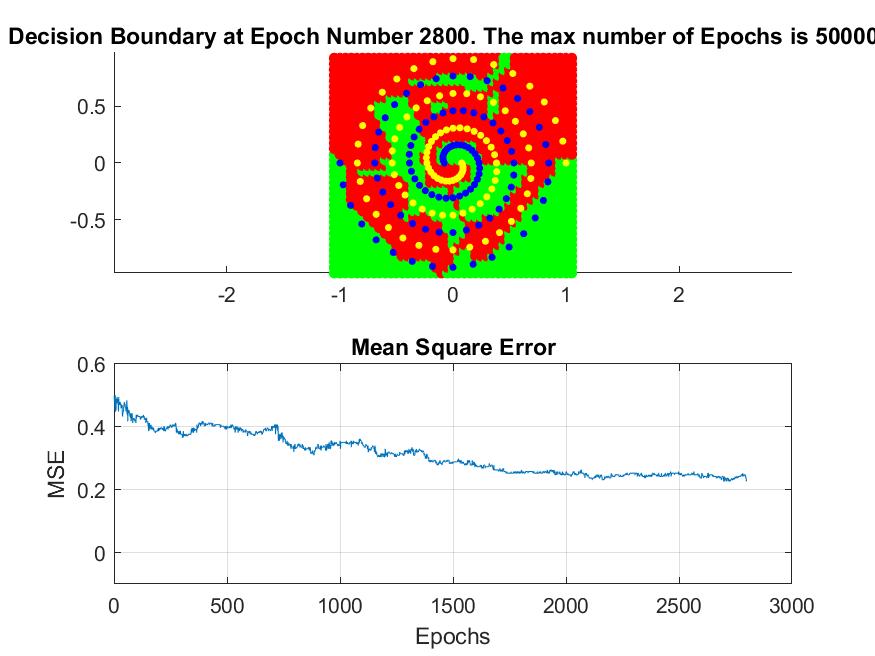 Decision Boundary at Epoch Number 2800. The max number of Epochs is 50000
0.5
0
-0.5
-2 -1 0 1 2
Mean Square Error
0.6
0.4
0.2
0
MSE
0 500 1000 1500 2000 2500 3000
Epochs